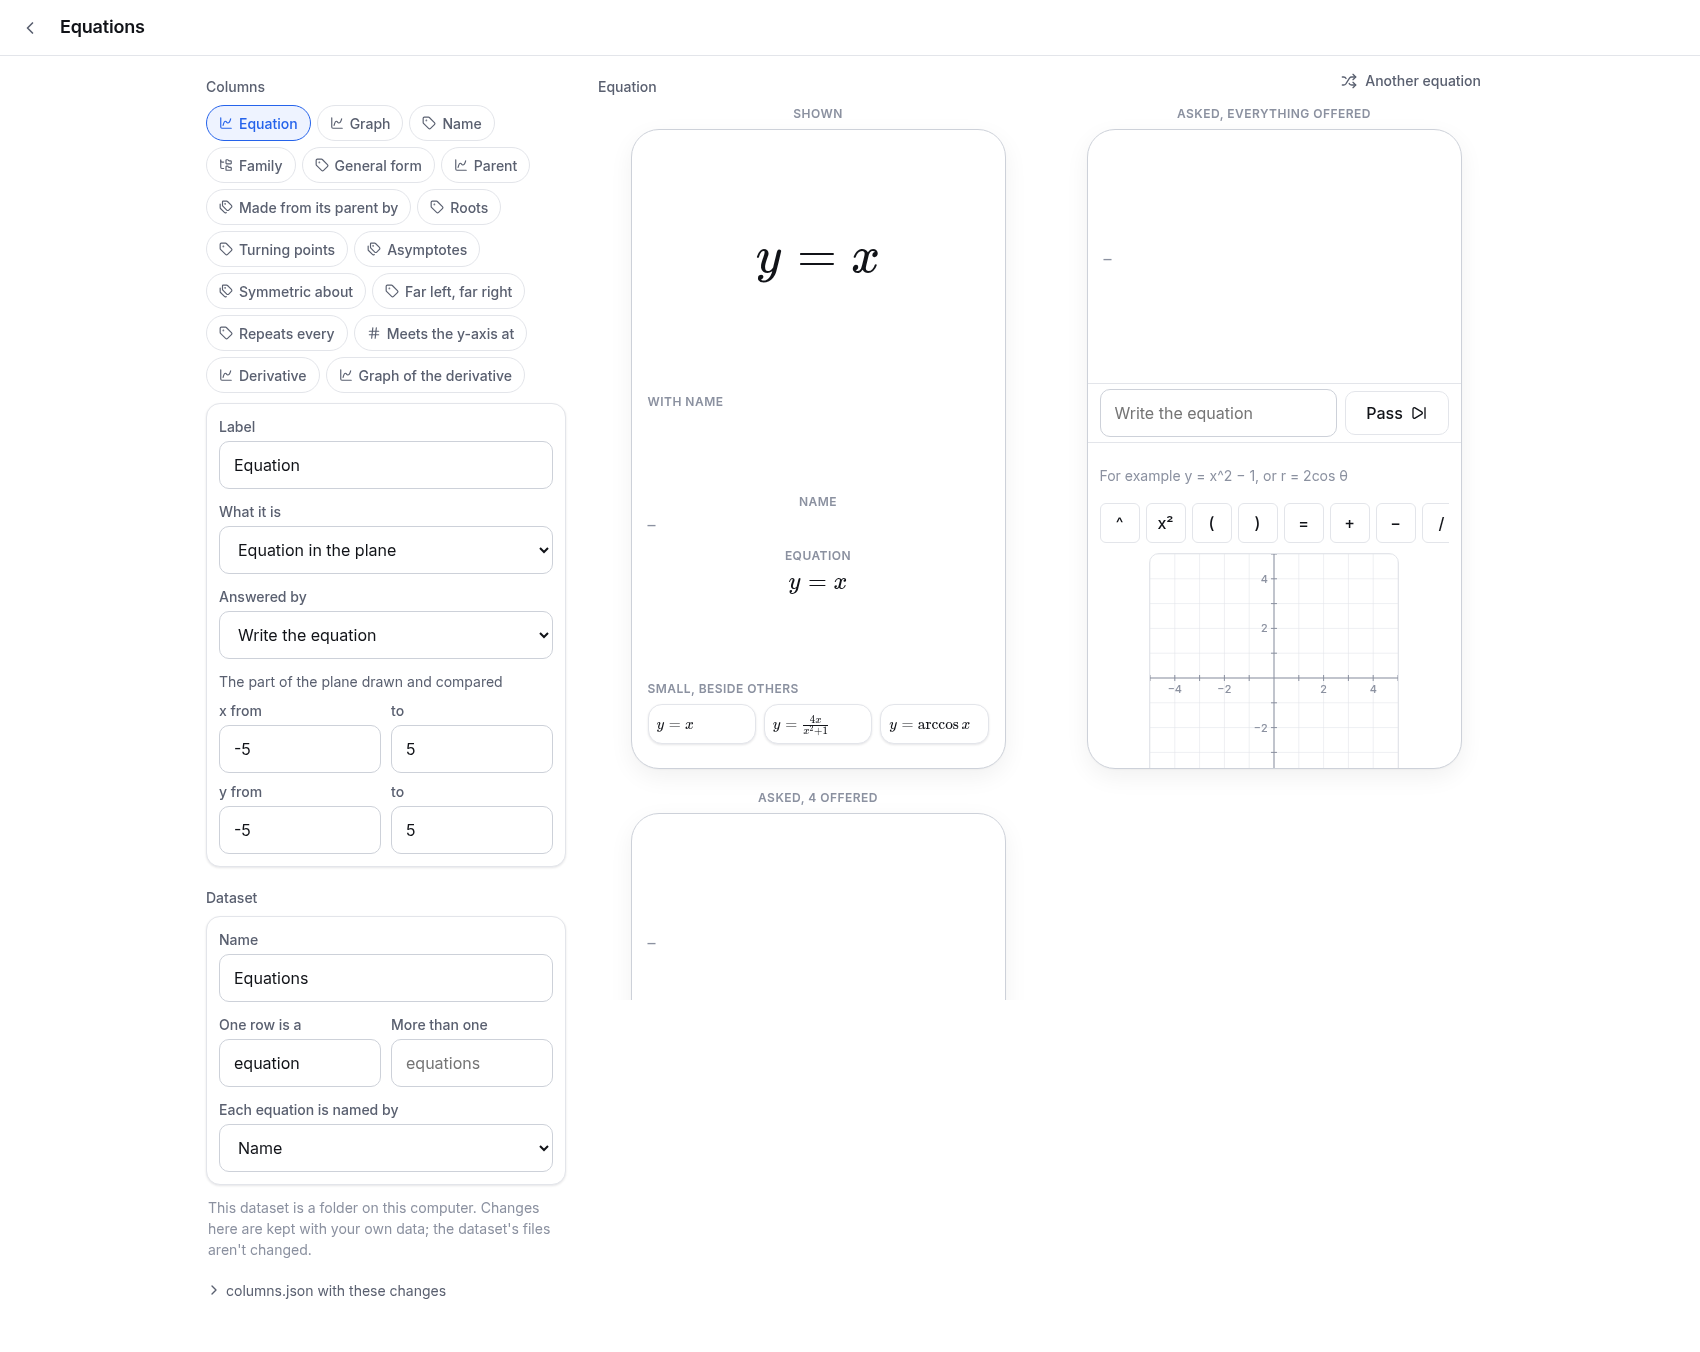 Equations
Columns
Equation
Graph
Name
Family
General form
Parent
Made from its parent by
Roots
Turning points
Asymptotes
Symmetric about
Far left, far right
Repeats every
Meets the y-axis at
Derivative
Graph of the derivative
Label
Equation
What it is
Equation in the plane
Answered by
Write the equation
The part of the plane drawn and compared
x from
to
-5
5
y from
to
-5
5
Dataset
Name
Equations
One row is a
More than one
equation
equations
Each equation is named by
Name
This dataset is a folder on this computer. Changes
here are kept with your own data; the dataset's files
aren't changed.
columns.json with these changes
Equation
Another equation
SHOWN
y = x
WITH NAME
NAME
–
EQUATION
y = x
SMALL, BESIDE OTHERS
y = x
y = 4x/(x²+1)
y = arccos x
ASKED, 4 OFFERED
–
ASKED, EVERYTHING OFFERED
–
Write the equation
Pass
For example y = x^2 − 1, or r = 2cos θ
^ x² ( ) = + − /
4
2
−4 −2 2 4
−2